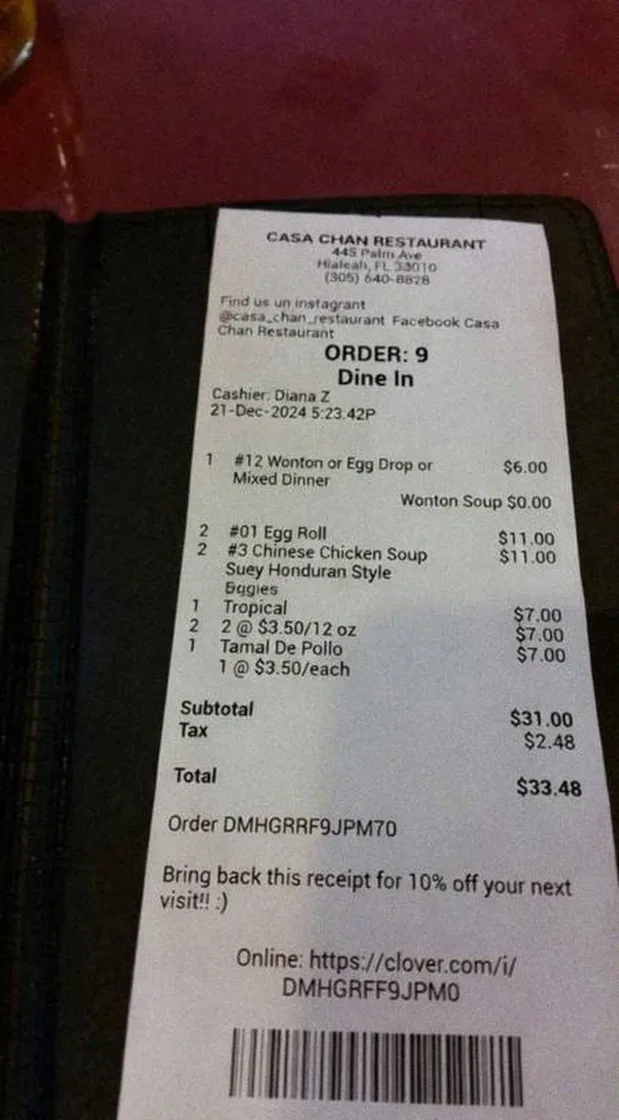 CASA CHAN RESTAURANT
445 Palm Ave
Hialeah, FL 33010
(305) 640-8828
Find us un instagrant
@casa_chan_restaurant Facebook Casa
Chan Restaurant
ORDER: 9
Dine In
Cashier: Diana Z
21-Dec-2024 5:23.42P
1 #12 Wonton or Egg Drop or $6.00
Mixed Dinner
Wonton Soup $0.00
2 #01 Egg Roll $11.00
2 #3 Chinese Chicken Soup $11.00
Suey Honduran Style
Bggies
1 Tropical $7.00
2 2 @ $3.50/12 oz $7.00
1 Tamal De Pollo $7.00
1 @ $3.50/each
Subtotal $31.00
Tax $2.48
Total $33.48
Order DMHGRRF9JPM70
Bring back this receipt for 10% off your next
visit!! :)
Online: https://clover.com/i/
DMHGRFF9JPM0